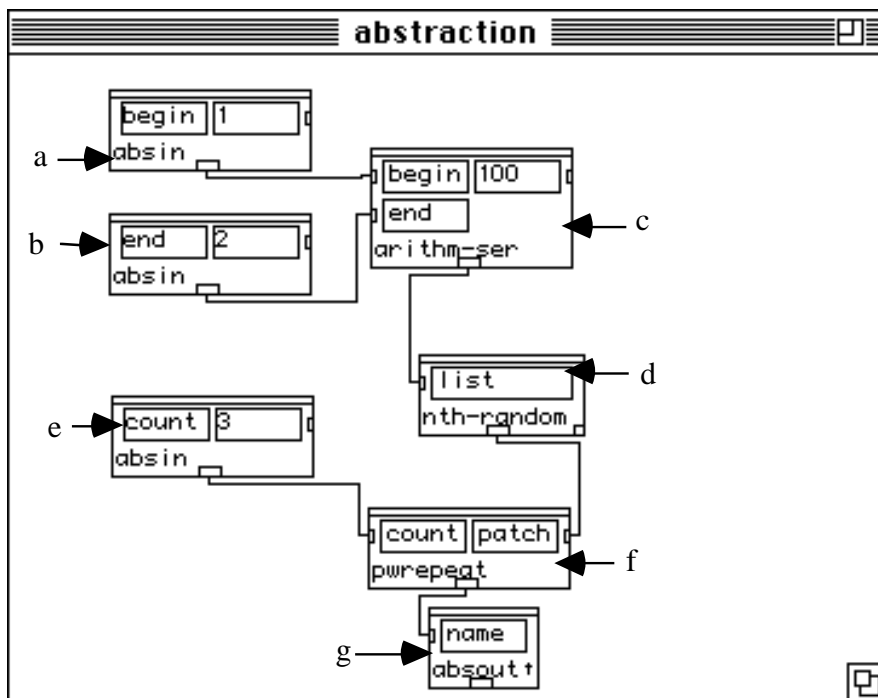 abstraction
begin 1
a absin
begin 100
b end 2
end
c
absin
arithm-ser
list
d
nth-random
e count 3
absin
count patch
f
pwrepeat
name
g
absout↑